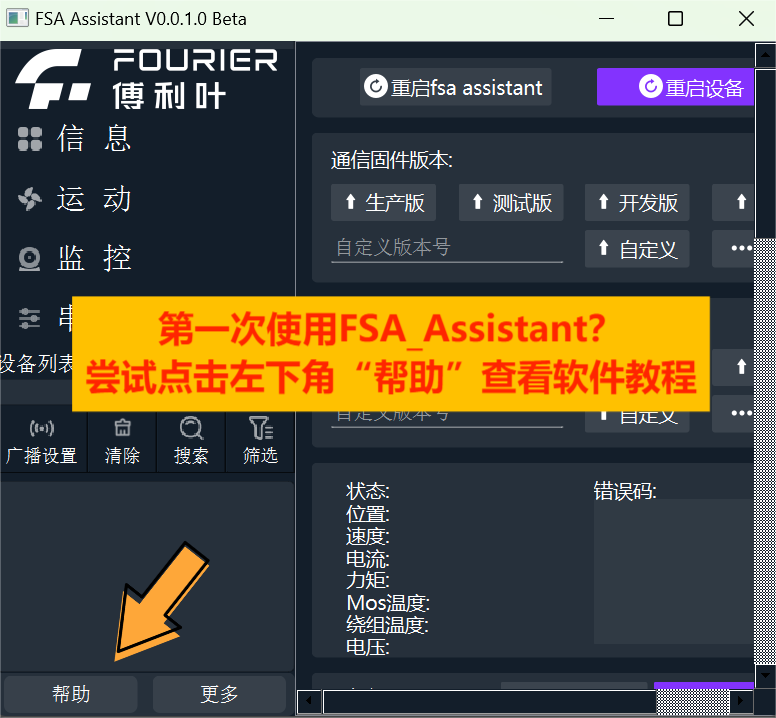 FSA Assistant V0.0.1.0 Beta
FOURIER
傅利叶
信 息
运 动
监 控
串
设备列表
广播设置
清除
搜索
筛选
帮助
更多
重启fsa assistant
重启设备
通信固件版本:
生产版
测试版
开发版
自定义版本号
自定义
第一次使用FSA_Assistant?
尝试点击左下角“帮助”查看软件教程
自定义版本号
自定义
状态:
位置:
速度:
电流:
力矩:
Mos温度:
绕组温度:
电压:
错误码: